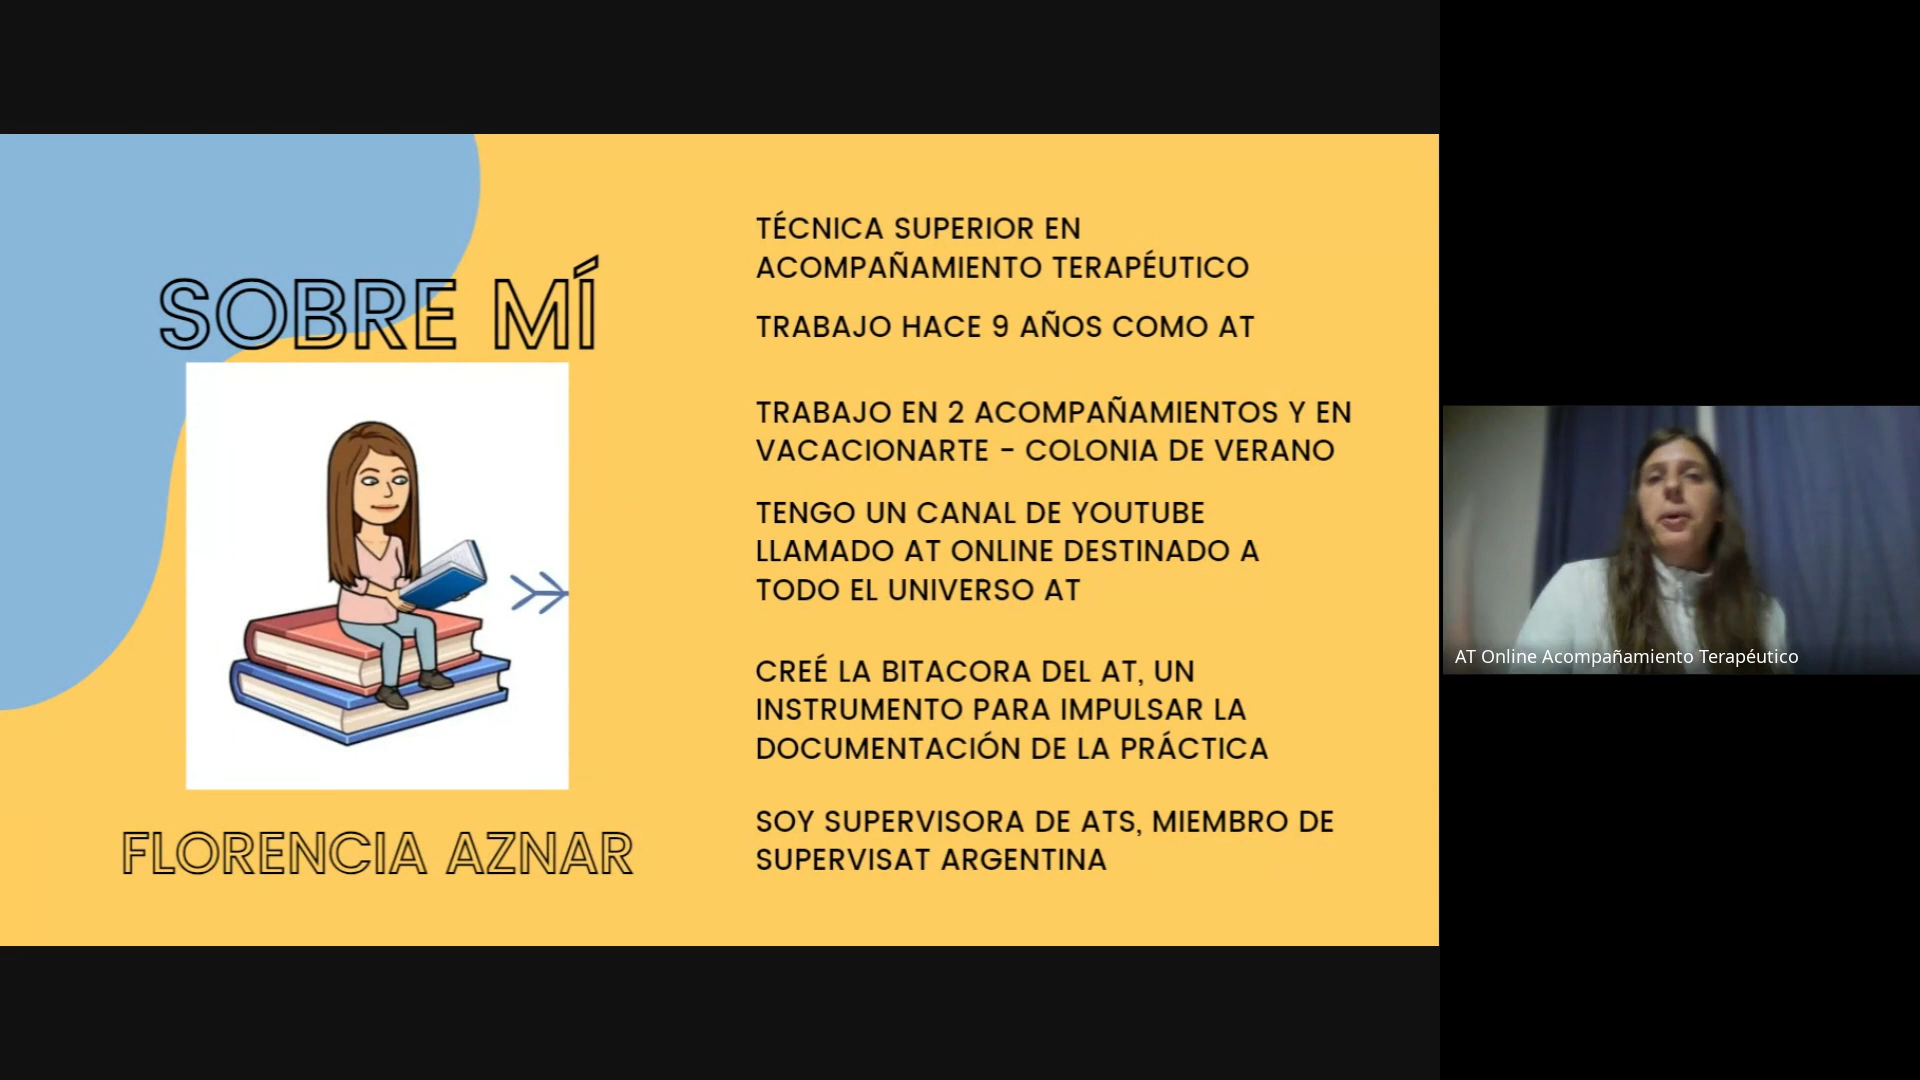 SOBRE MÍ
FLORENCIA AZNAR
TÉCNICA SUPERIOR EN
ACOMPAÑAMIENTO TERAPÉUTICO
TRABAJO HACE 9 AÑOS COMO AT
TRABAJO EN 2 ACOMPAÑAMIENTOS Y EN
VACACIONARTE - COLONIA DE VERANO
TENGO UN CANAL DE YOUTUBE
LLAMADO AT ONLINE DESTINADO A
TODO EL UNIVERSO AT
CREÉ LA BITACORA DEL AT, UN
INSTRUMENTO PARA IMPULSAR LA
DOCUMENTACIÓN DE LA PRÁCTICA
SOY SUPERVISORA DE ATS, MIEMBRO DE
SUPERVISAT ARGENTINA
AT Online Acompañamiento Terapéutico